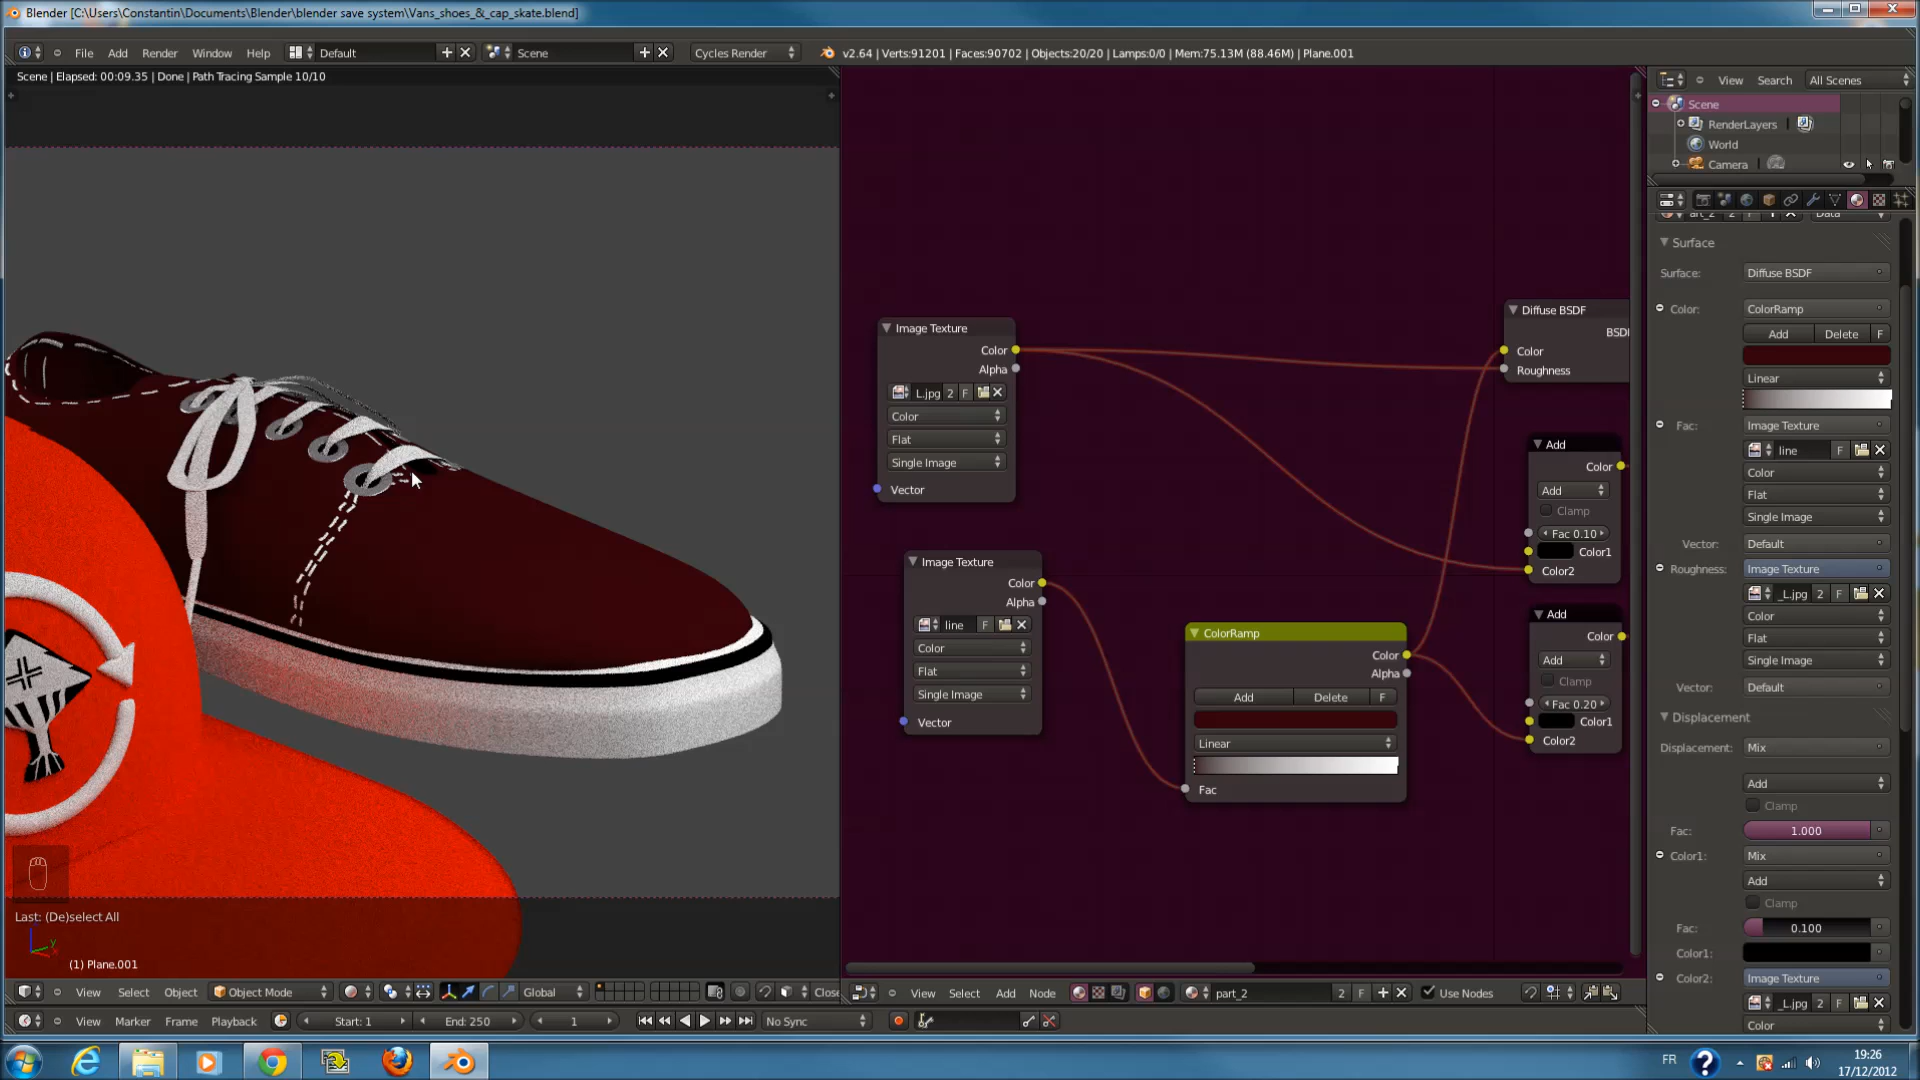 Blender [C:\Users\Constantin\Documents\Blender\blender save system\Vans_shoes_&_cap_skate.blend]
File Add Render Window Help Default Scene Cycles Render v2.64 | Verts:91201 | Faces:90702 | Objects:20/20 | Lamps:0/0 | Mem:75.13M (88.46M) | Plane.001
Scene | Elapsed: 00:09.35 | Done | Path Tracing Sample 10/10
View Search All Scenes
Scene
RenderLayers |
World
Camera |
art_2 2 F Data
Surface
Surface: Diffuse BSDF
Color: ColorRamp
Add Delete F
Linear
Fac: Image Texture
line F
Color
Flat
Single Image
Vector: Default
Roughness: Image Texture
_L.jpg 2 F
Color
Flat
Single Image
Vector: Default
Displacement
Displacement: Mix
Add
Clamp
Fac: 1.000
Color1: Mix
Add
Clamp
Fac: 0.100
Color1:
Color2: Image Texture
_L.jpg 2 F
Color
Image Texture
Color
Alpha
L.jpg 2 F
Color
Flat
Single Image
Vector
Image Texture
Color
Alpha
line F
Color
Flat
Single Image
Vector
ColorRamp
Color
Alpha
Add Delete F
Linear
Fac
Diffuse BSDF
BSDF
Color
Roughness
Add
Color
Add
Clamp
Fac 0.10
Color1
Color2
Add
Color
Add
Clamp
Fac 0.20
Color1
Color2
Last: (De)select All
(1) Plane.001
View Select Object Object Mode Global Close
View Select Add Node part_2 2 F Use Nodes
View Marker Frame Playback Start: 1 End: 250 1 No Sync
FR
19:26
17/12/2012